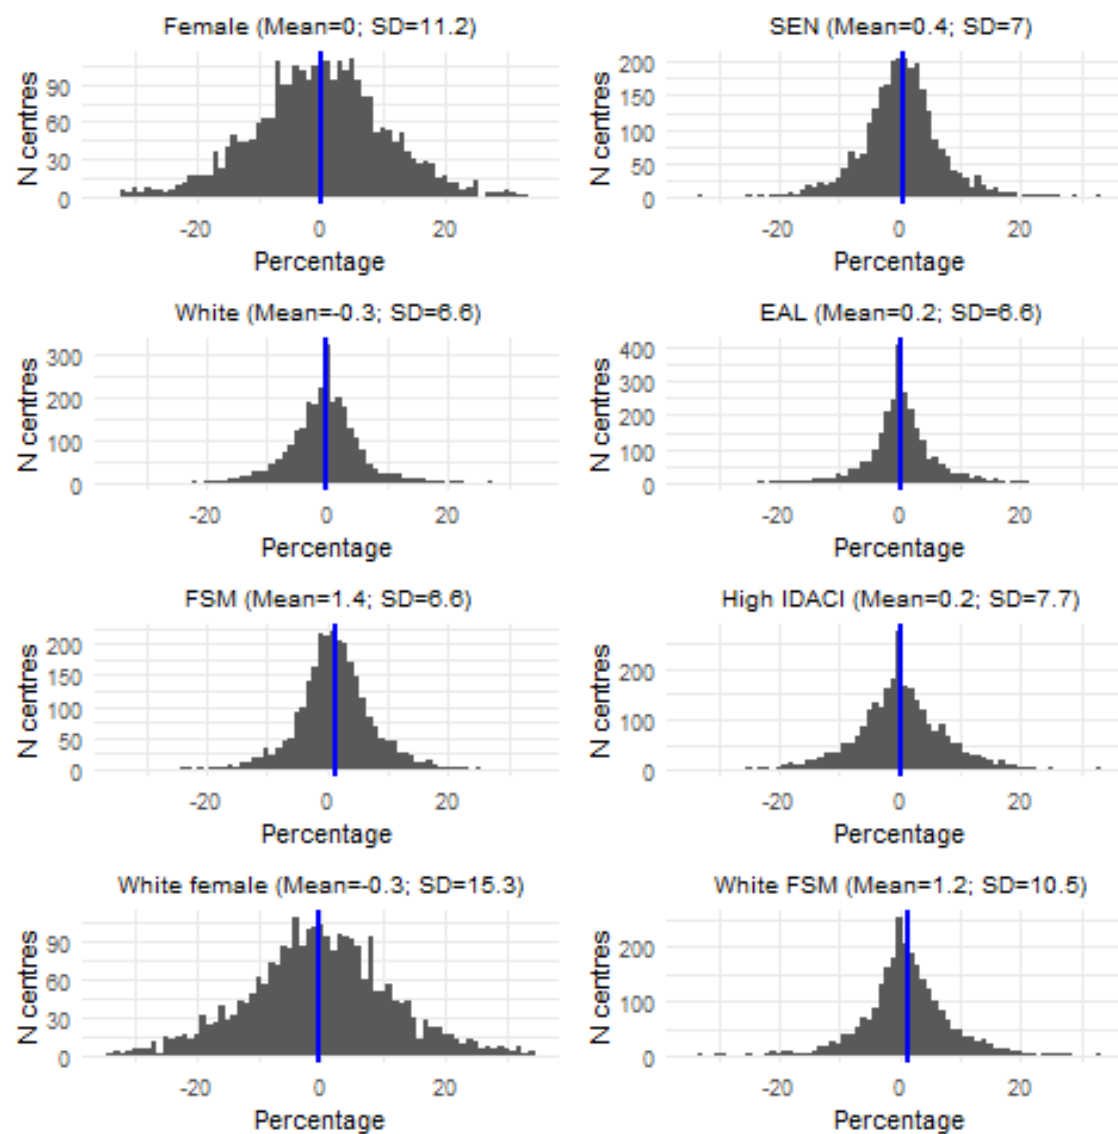 Female (Mean=0; SD=11.2)
N centres
90
60
30
0
-20 0 20
Percentage
SEN (Mean=0.4; SD=7)
N centres
200
150
100
50
0
-20 0 20
Percentage
White (Mean=-0.3; SD=6.6)
N centres
300
200
100
0
-20 0 20
Percentage
EAL (Mean=0.2; SD=6.6)
N centres
400
300
200
100
0
-20 0 20
Percentage
FSM (Mean=1.4; SD=6.6)
N centres
200
150
100
50
0
-20 0 20
Percentage
High IDACI (Mean=0.2; SD=7.7)
N centres
200
100
0
-20 0 20
Percentage
White female (Mean=-0.3; SD=15.3)
N centres
90
60
30
0
-20 0 20
Percentage
White FSM (Mean=1.2; SD=10.5)
N centres
200
100
0
-20 0 20
Percentage